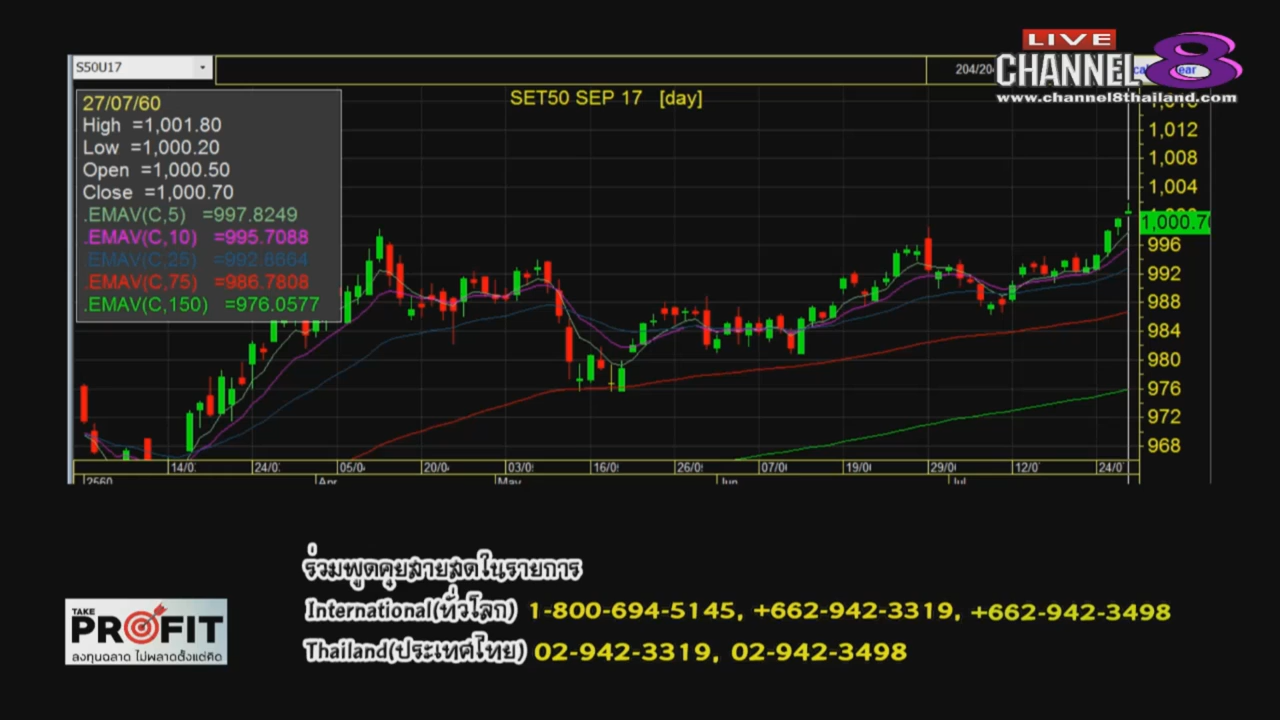 LIVE
CHANNEL 8
www.channel8thailand.com
S50U17
SET50 SEP 17 [day]
27/07/60
High =1,001.80
Low =1,000.20
Open =1,000.50
Close =1,000.70
.EMAV(C,5) =997.8249
.EMAV(C,10) =995.7088
.EMAV(C,25)
.EMAV(C,75) =986.7808
.EMAV(C,150) =976.0577
1,012
1,008
1,004
1,000.70
996
992
988
984
980
976
972
968
14/0 24/0 05/0 20/0 03/0 16/0 26/0 07/0 19/0 29/0 12/0 24/0
2560 Apr May Jun Jul
ร่วมพูดคุยสายสดในรายการ
International(ทั่วโลก) 1-800-694-5145, +662-942-3319, +662-942-3498
Thailand(ประเทศไทย) 02-942-3319, 02-942-3498
TAKE
PROFIT
ลงทุนฉลาด ไม่พลาดตั้งแต่คิด